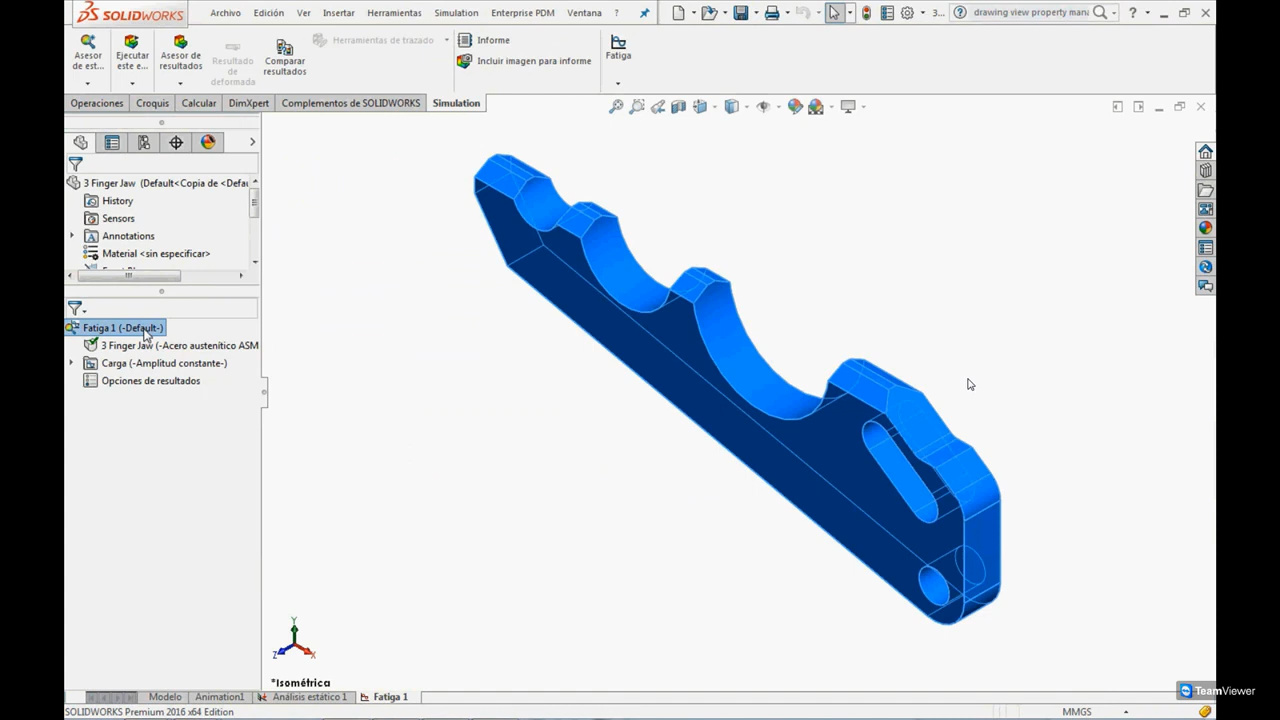 SOLIDWORKS Archivo Edición Ver Insertar Herramientas Simulation Enterprise PDM Ventana ? 3... drawing view property mana ?
Asesor de est... Ejecutar este e... Asesor de resultados Resultado de deformada Comparar resultados Herramientas de trazado Informe Incluir imagen para informe Fatiga
Operaciones Croquis Calcular DimXpert Complementos de SOLIDWORKS Simulation
3 Finger Jaw (Default<Copia de <Defau
History
Sensors
Annotations
Material <sin especificar>
Fatiga 1 (-Default-)
3 Finger Jaw (-Acero austenítico ASM
Carga (-Amplitud constante-)
Opciones de resultados
Y
Z X
*Isométrica
Modelo Animation1 Análisis estático 1 Fatiga 1
TeamViewer
SOLIDWORKS Premium 2016 x64 Edition MMGS